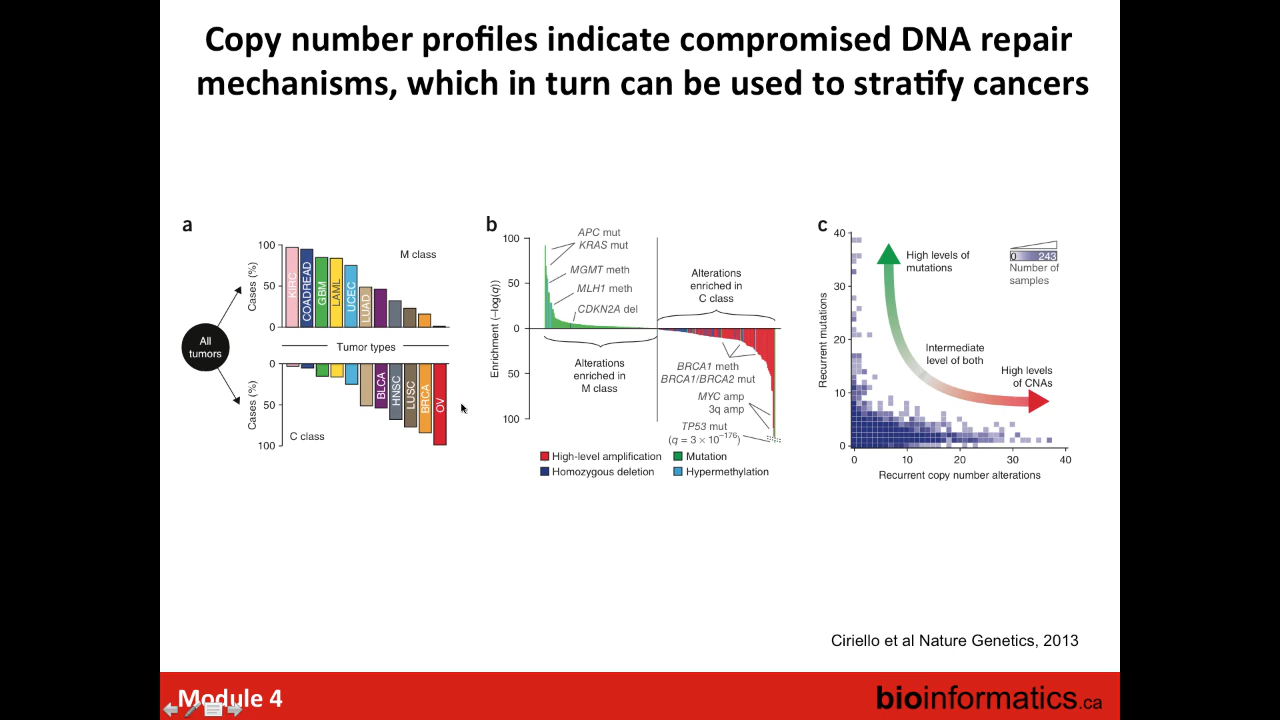 Copy number profiles indicate compromised DNA repair
mechanisms, which in turn can be used to stratify cancers
a
100
50
0
Cases (%)
M class
KIRC
COADREAD
GBM
LAML
UCEC
LUAD
All
tumors
Tumor types
0
50
100
Cases (%)
C class
BLCA
HNSC
LUSC
BRCA
OV
b
100
50
0
50
100
Enrichment (–log(q))
APC mut
KRAS mut
MGMT meth
MLH1 meth
CDKN2A del
Alterations
enriched in
C class
Alterations
enriched in
M class
BRCA1 meth
BRCA1/BRCA2 mut
MYC amp
3q amp
TP53 mut
(q = 3 × 10⁻¹⁷⁶)
High-level amplification
Mutation
Homozygous deletion
Hypermethylation
c
40
30
20
10
0
Recurrent mutations
High levels of
mutations
0 243
Number of
samples
Intermediate
level of both
High levels
of CNAs
0 10 20 30 40
Recurrent copy number alterations
Ciriello et al Nature Genetics, 2013
Module 4
bioinformatics.ca